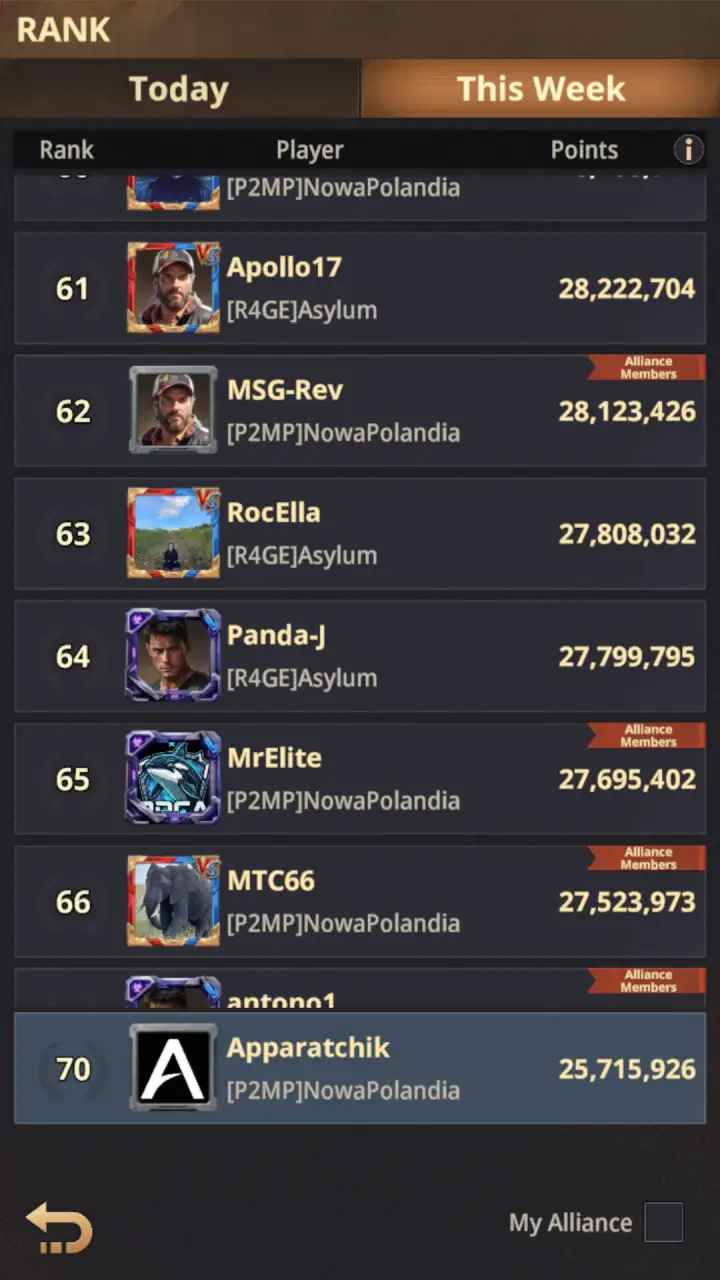 RANK
Today
This Week
Rank
Player
Points
[P2MP]NowaPolandia
61
Apollo17
[R4GE]Asylum
28,222,704
VS
62
MSG-Rev
[P2MP]NowaPolandia
Alliance
Members
28,123,426
63
RocElla
[R4GE]Asylum
27,808,032
VS
64
Panda-J
[R4GE]Asylum
27,799,795
65
MrElite
[P2MP]NowaPolandia
Alliance
Members
27,695,402
66
MTC66
[P2MP]NowaPolandia
Alliance
Members
27,523,973
VS
antono1
Alliance
Members
70
Apparatchik
[P2MP]NowaPolandia
25,715,926
My Alliance